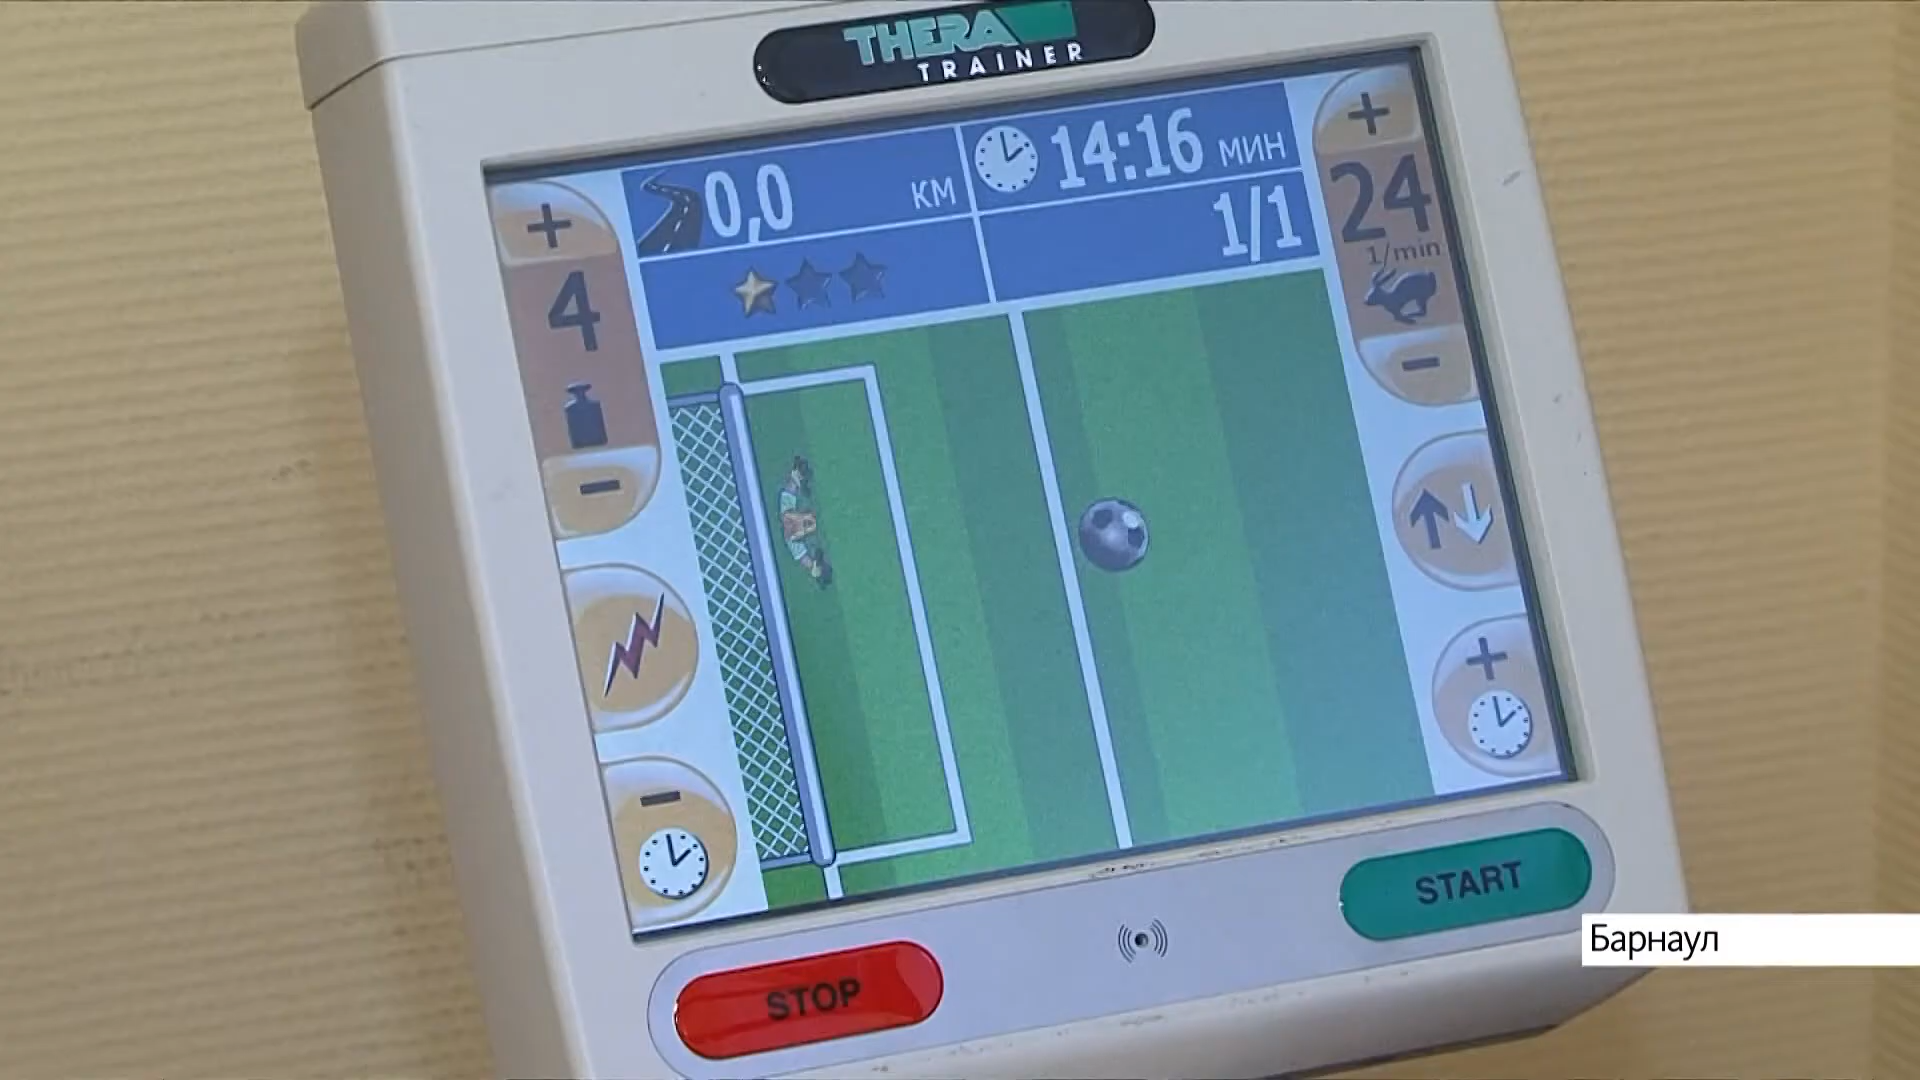 THERA
TRAINER
0,0 КМ
14:16 МИН
1/1
+
4
-
+
24
1/min
-
-
+
STOP
START
Барнаул